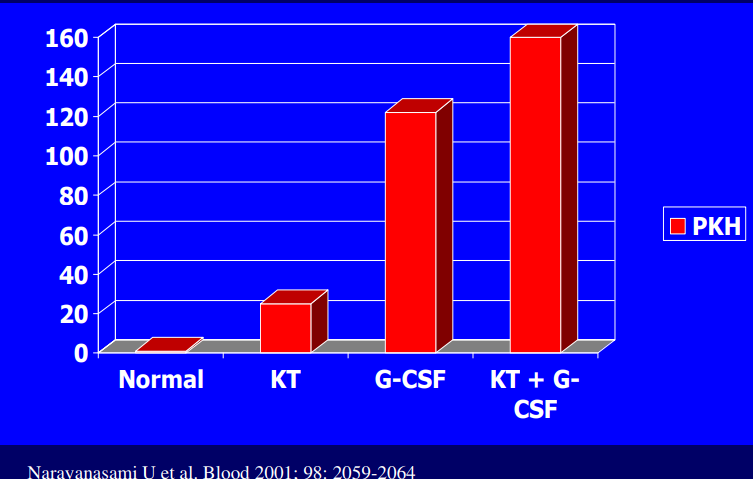 160
140
120
100
80
60
40
20
0
Normal
KT
G-CSF
KT + G-
CSF
PKH
Narayanasami U et al. Blood 2001; 98: 2059-2064